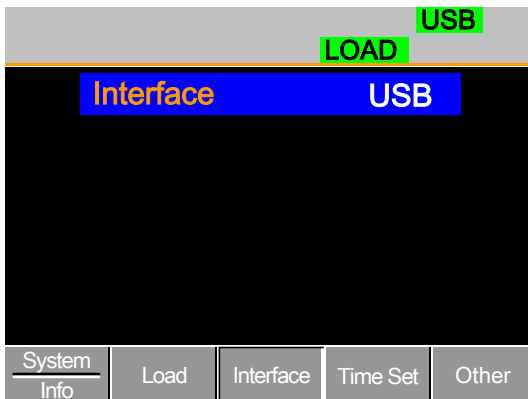 USB
LOAD
Interface USB
System
Info
Load
Interface
Time Set
Other